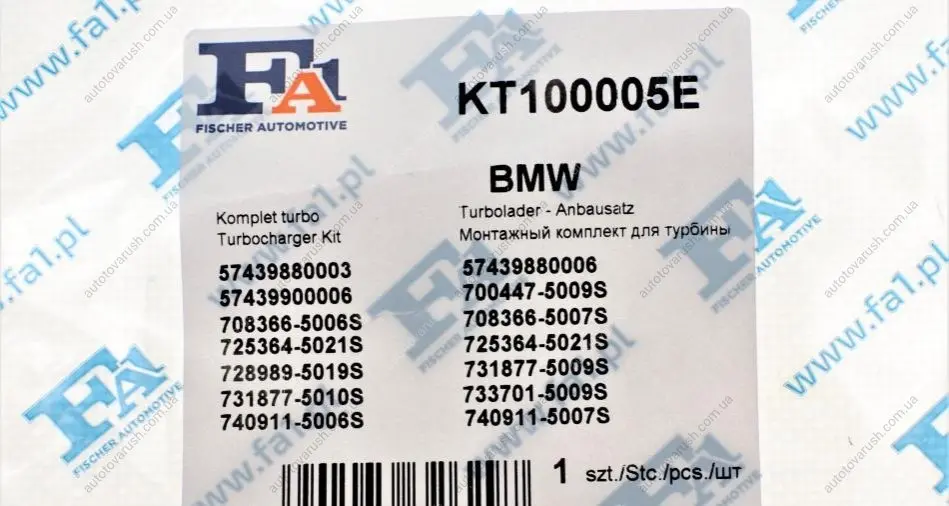 FA1
FISCHER AUTOMOTIVE
KT100005E
BMW
Komplet turbo
Turbocharger Kit
Turbolader - Anbausatz
Монтажный комплект для турбины
57439880003 57439880006
57439900006 700447-5009S
708366-5006S 708366-5007S
725364-5021S 725364-5021S
728989-5019S 731877-5009S
731877-5010S 733701-5009S
740911-5006S 740911-5007S
1 szt./Stc./pcs./шт
www.fa1.pl
autotovarush.com.ua